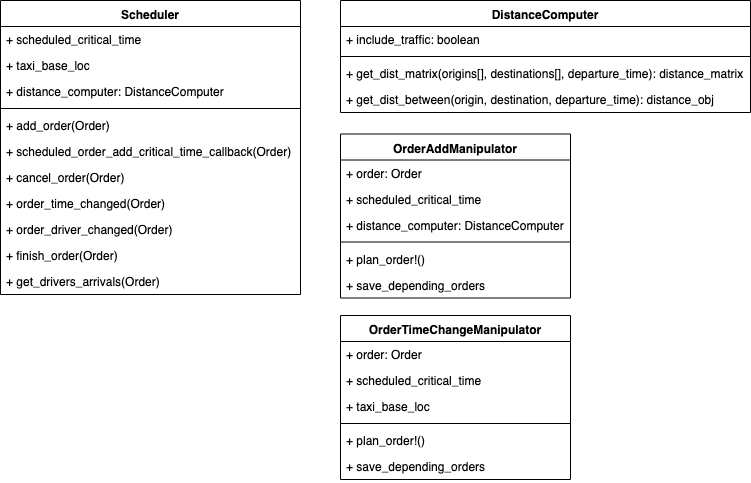 Scheduler
+ scheduled_critical_time
+ taxi_base_loc
+ distance_computer: DistanceComputer
+ add_order(Order)
+ scheduled_order_add_critical_time_callback(Order)
+ cancel_order(Order)
+ order_time_changed(Order)
+ order_driver_changed(Order)
+ finish_order(Order)
+ get_drivers_arrivals(Order)
DistanceComputer
+ include_traffic: boolean
+ get_dist_matrix(origins[], destinations[], departure_time): distance_matrix
+ get_dist_between(origin, destination, departure_time): distance_obj
OrderAddManipulator
+ order: Order
+ scheduled_critical_time
+ distance_computer: DistanceComputer
+ plan_order!()
+ save_depending_orders
OrderTimeChangeManipulator
+ order: Order
+ scheduled_critical_time
+ taxi_base_loc
+ plan_order!()
+ save_depending_orders